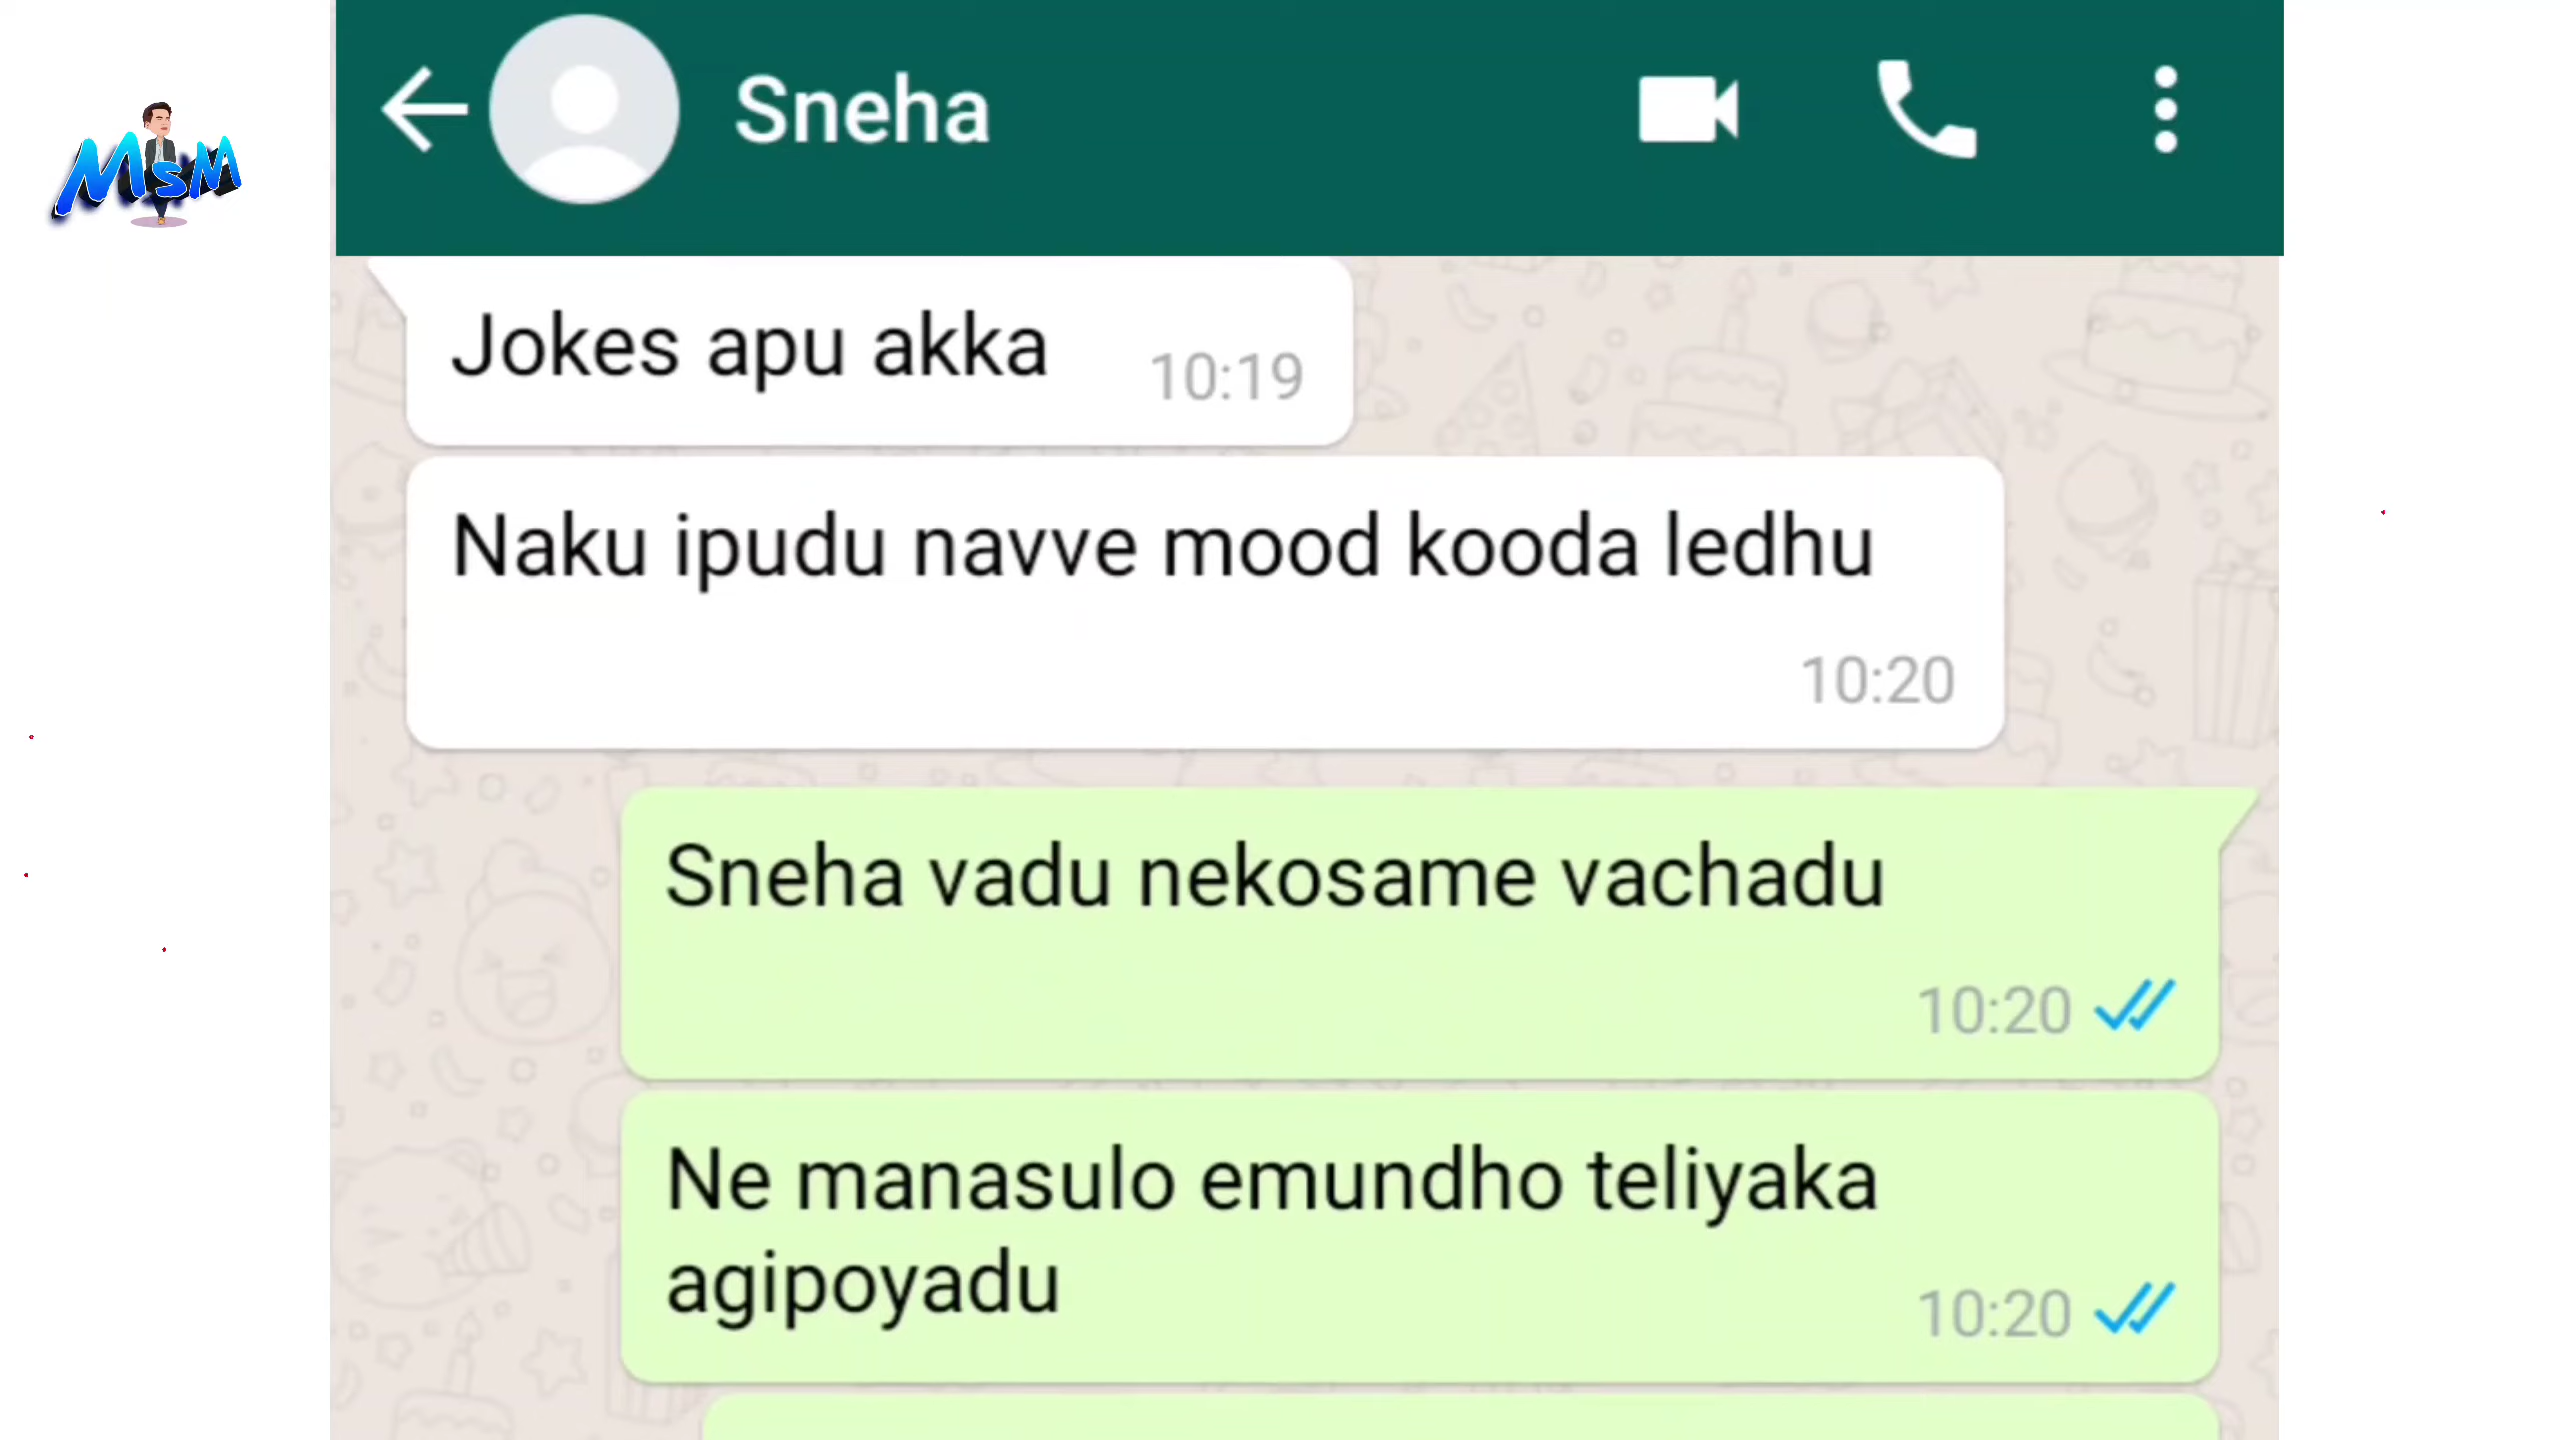 MsM
Sneha
Jokes apu akka
10:19
Naku ipudu navve mood kooda ledhu
10:20
Sneha vadu nekosame vachadu
10:20
Ne manasulo emundho teliyaka
agipoyadu
10:20